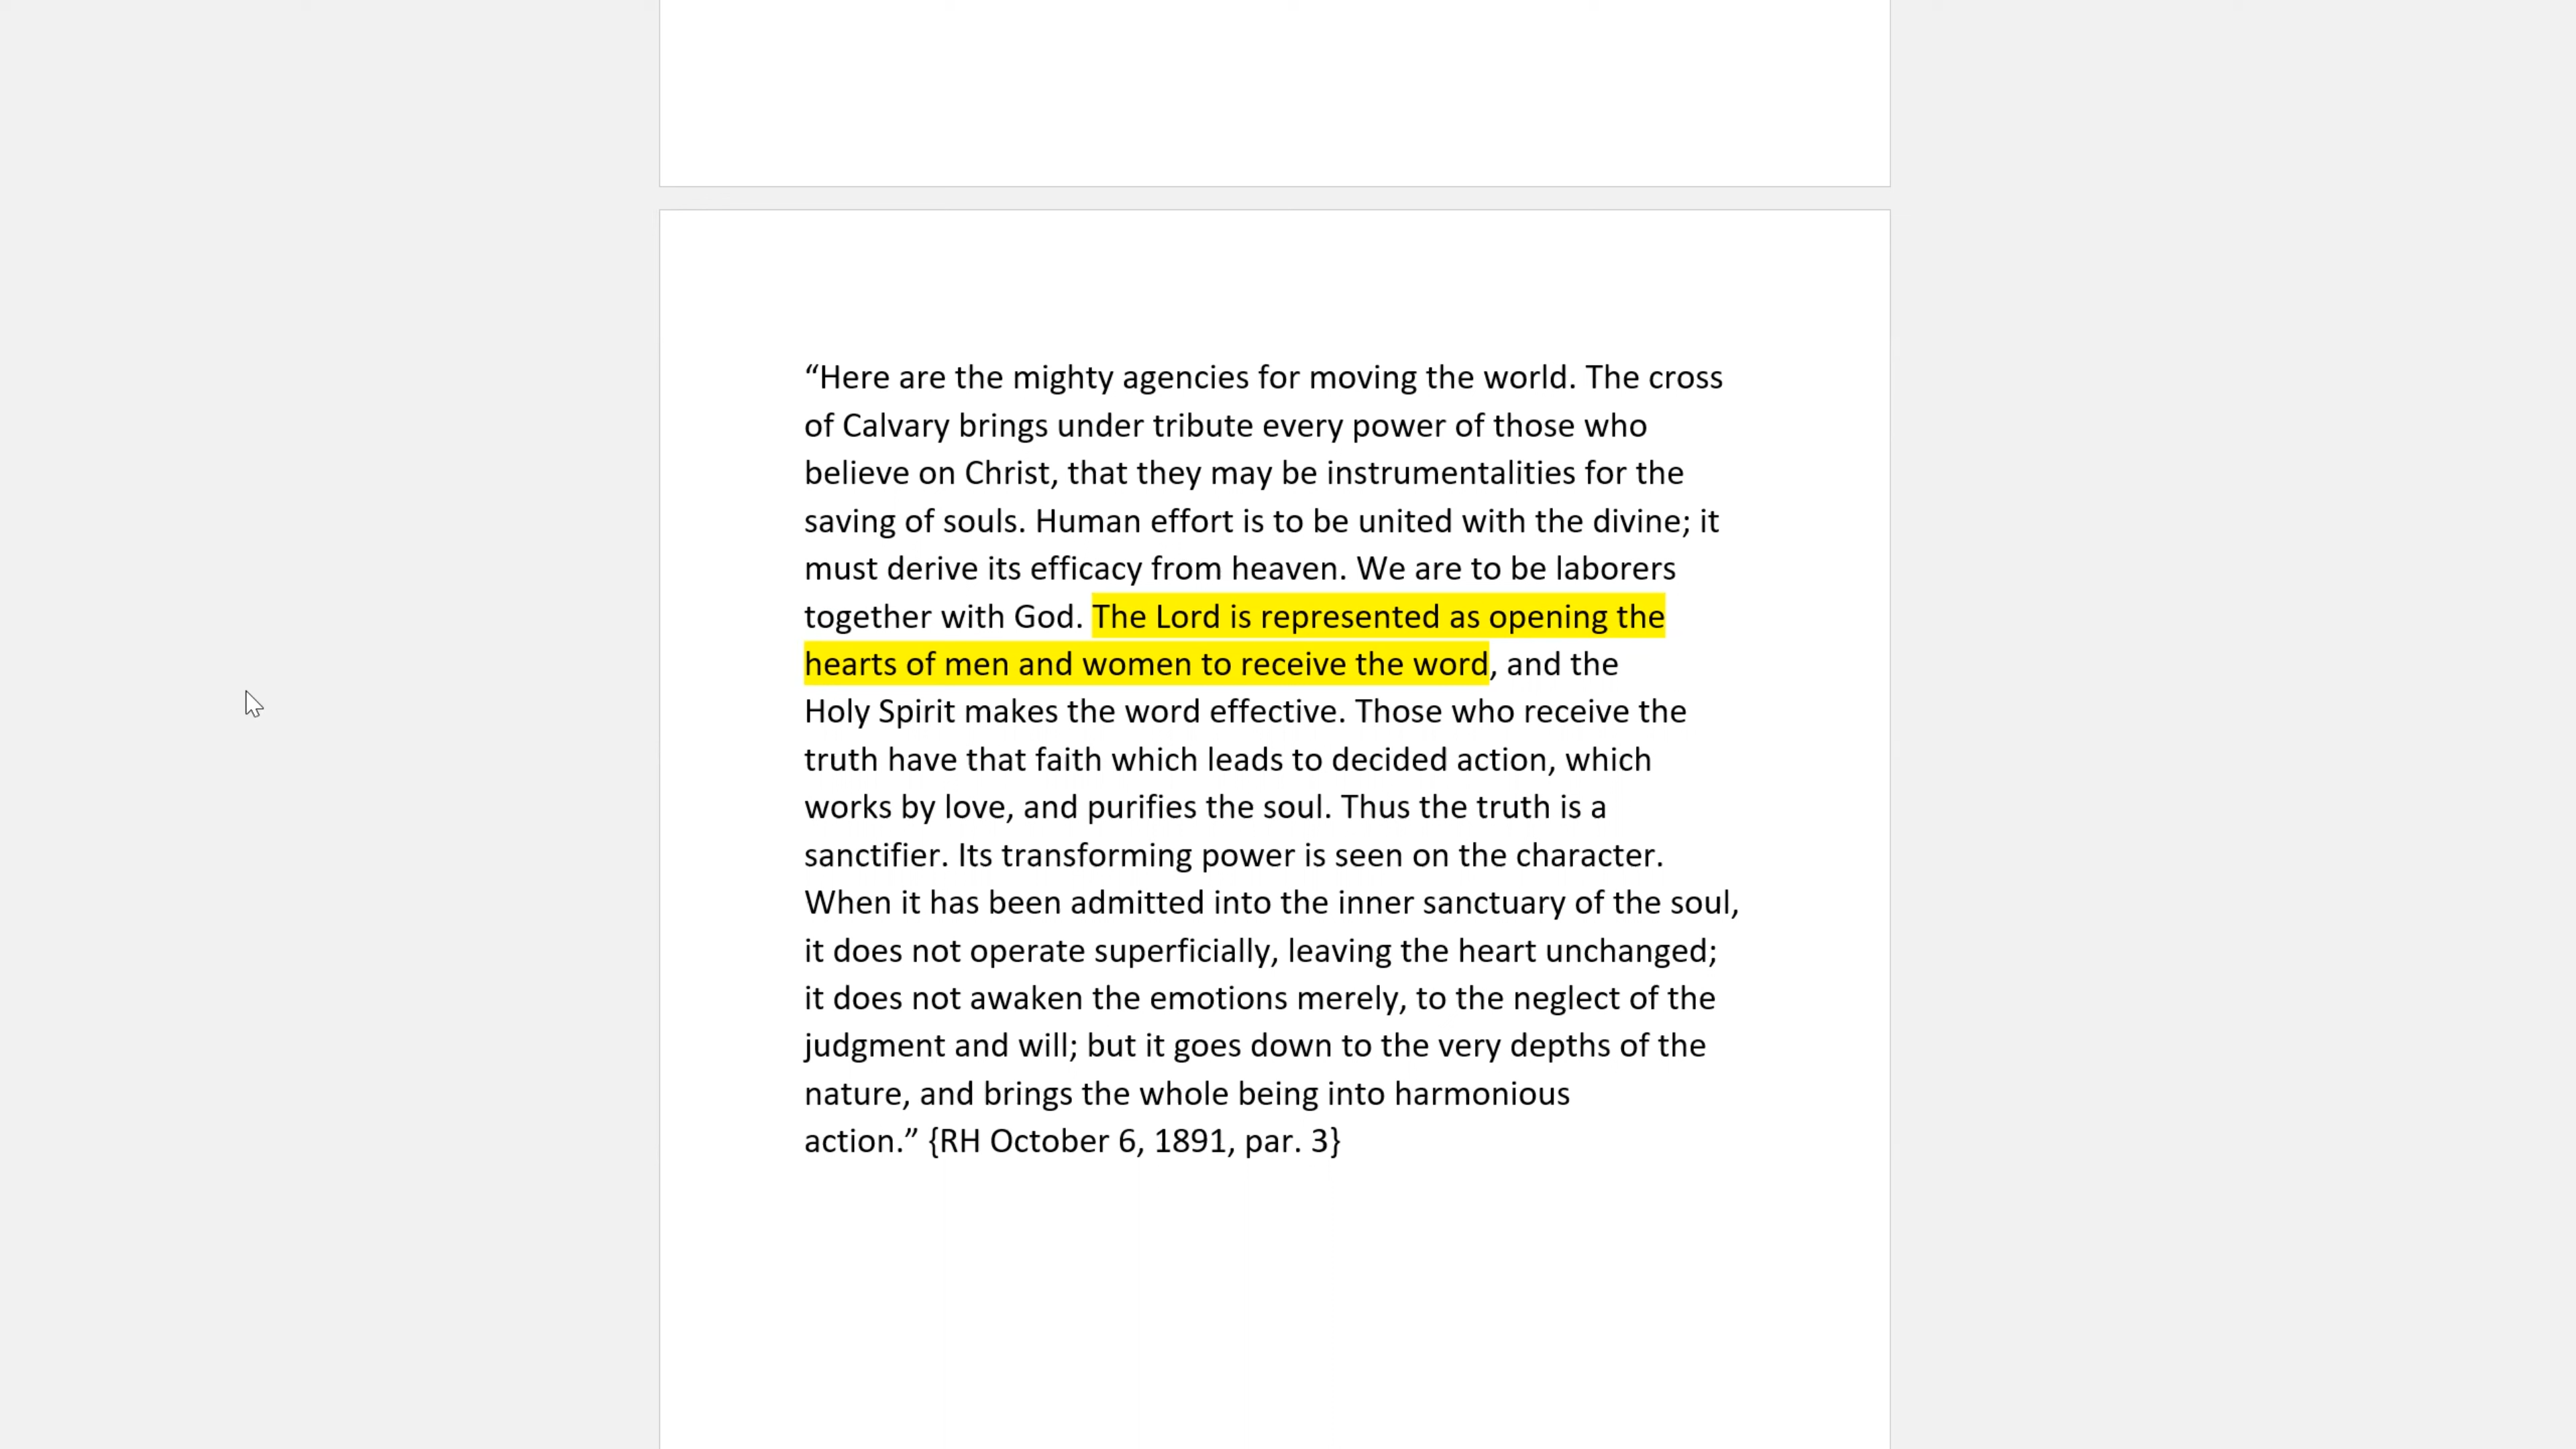 “Here are the mighty agencies for moving the world. The cross
of Calvary brings under tribute every power of those who
believe on Christ, that they may be instrumentalities for the
saving of souls. Human effort is to be united with the divine; it
must derive its efficacy from heaven. We are to be laborers
together with God. The Lord is represented as opening the
hearts of men and women to receive the word, and the
Holy Spirit makes the word effective. Those who receive the
truth have that faith which leads to decided action, which
works by love, and purifies the soul. Thus the truth is a
sanctifier. Its transforming power is seen on the character.
When it has been admitted into the inner sanctuary of the soul,
it does not operate superficially, leaving the heart unchanged;
it does not awaken the emotions merely, to the neglect of the
judgment and will; but it goes down to the very depths of the
nature, and brings the whole being into harmonious
action.” {RH October 6, 1891, par. 3}